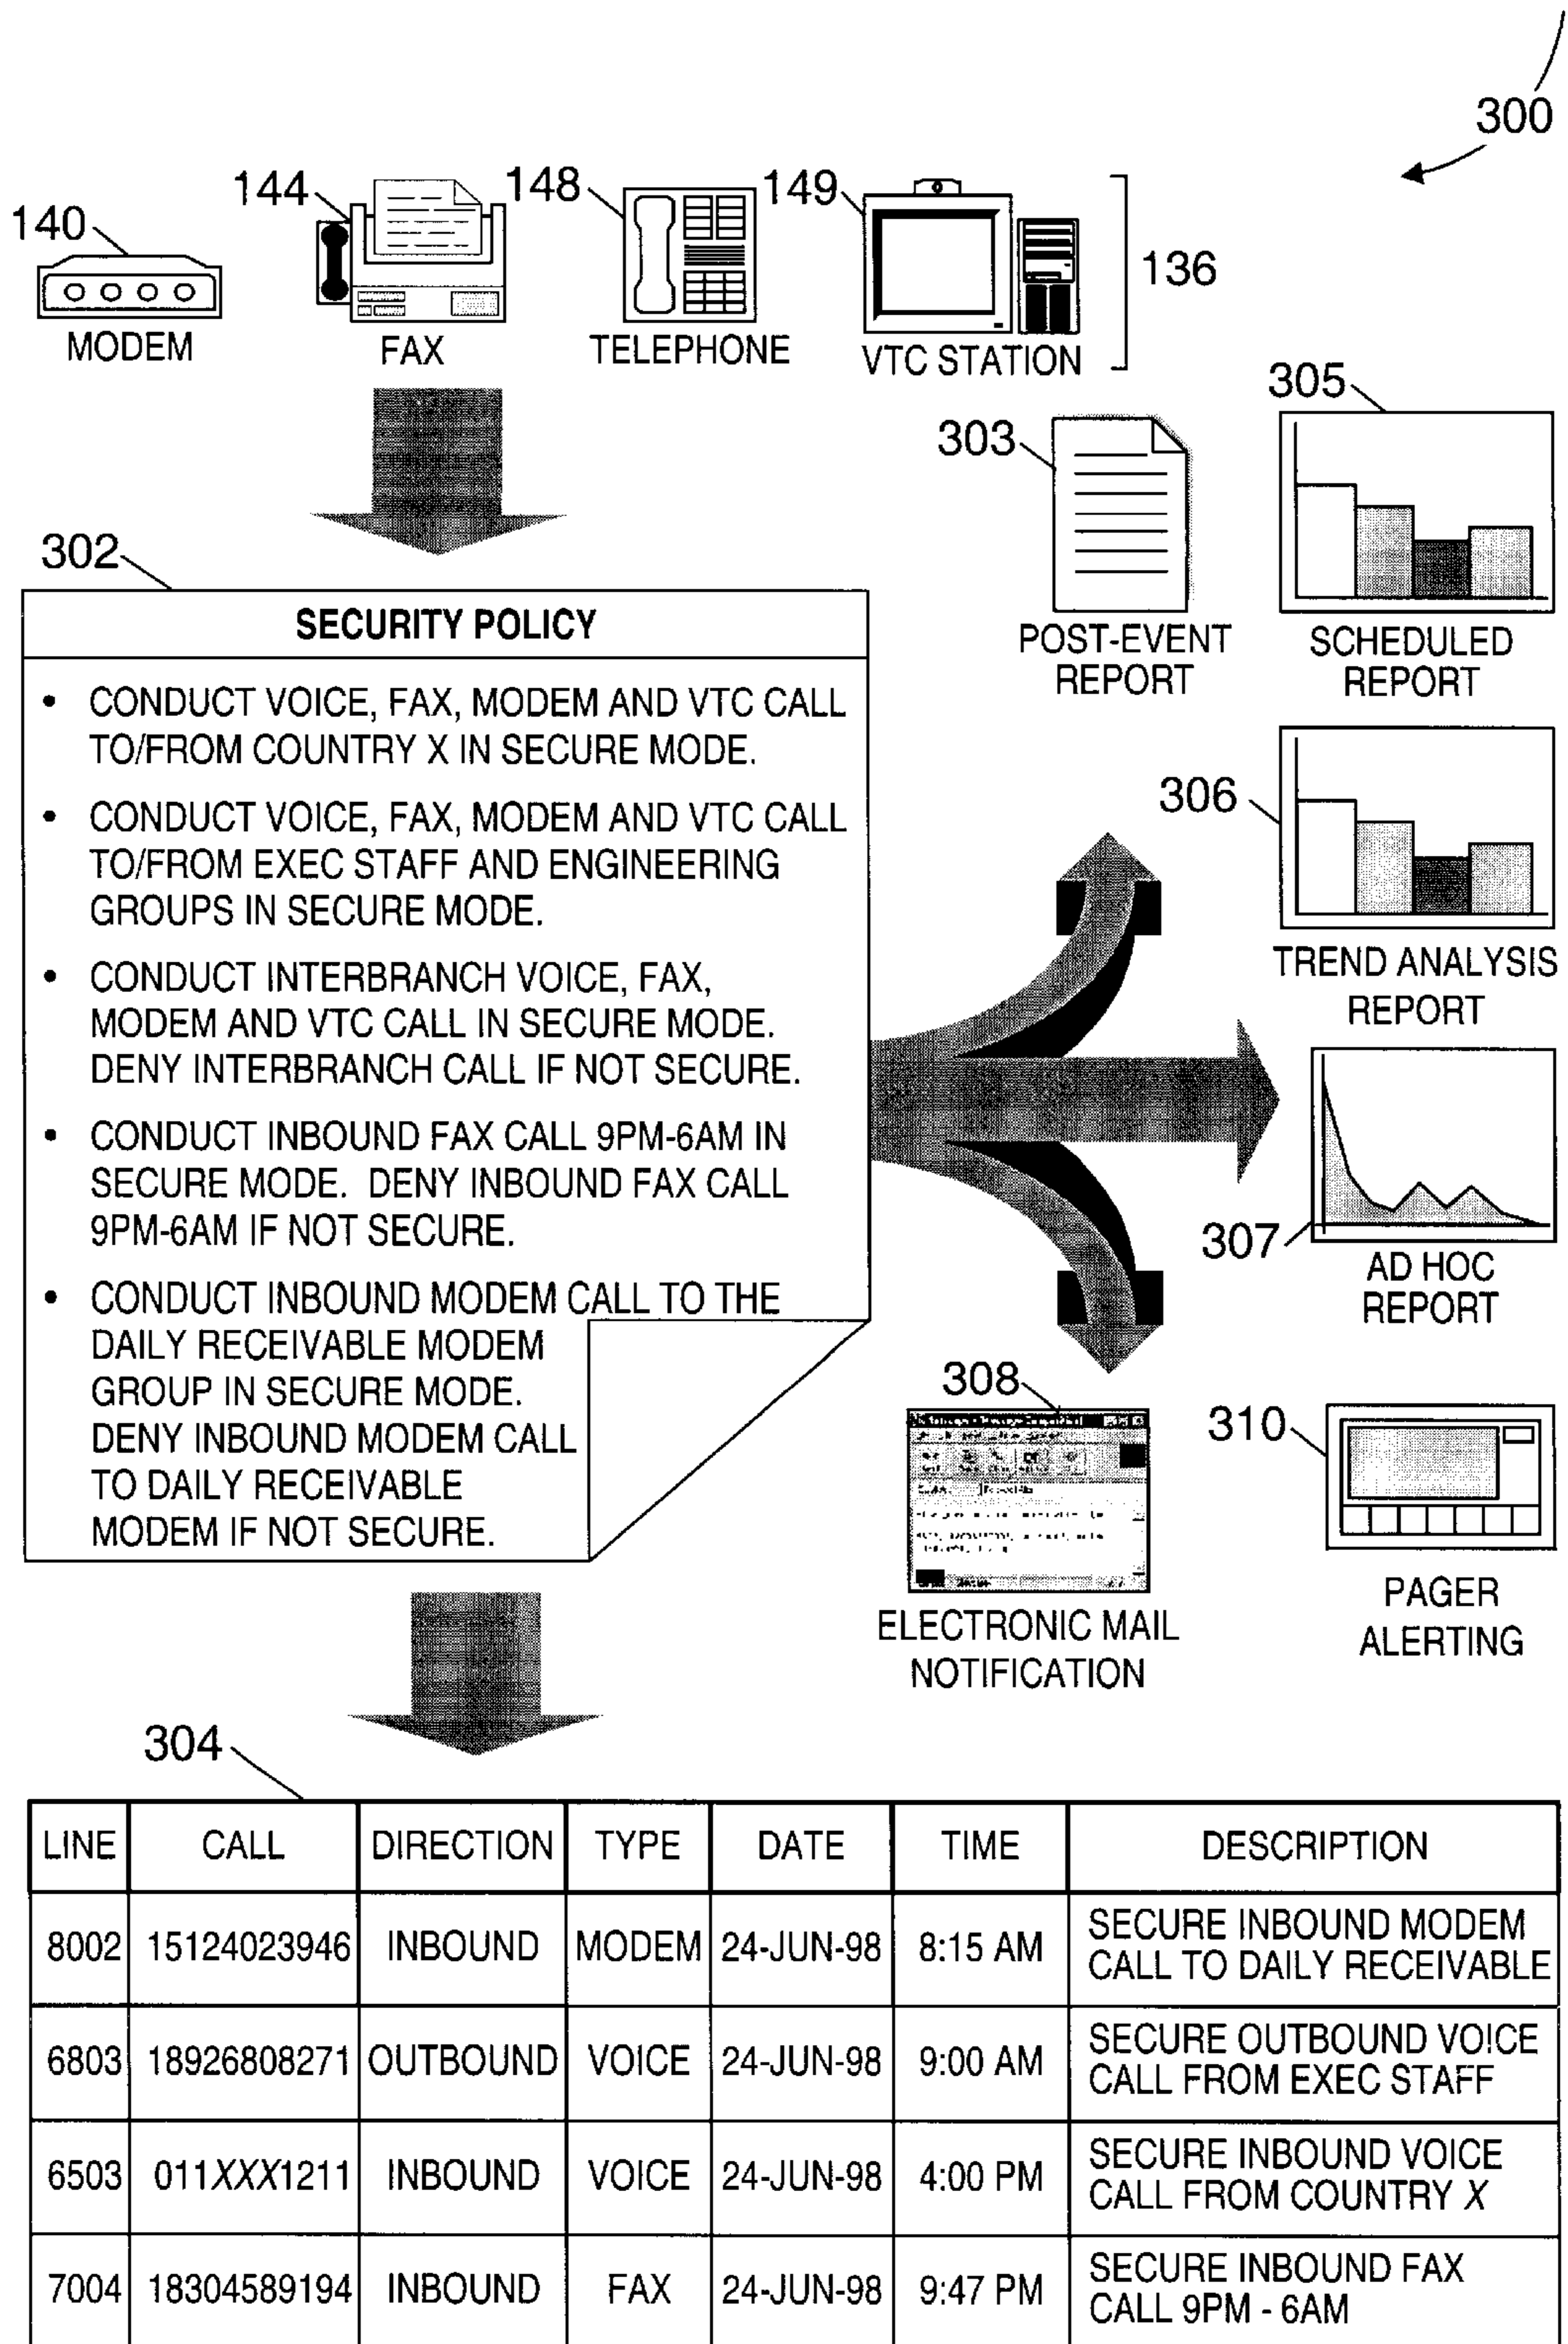 300
140
144
148
149
136
MODEM
FAX
TELEPHONE
VTC STATION
303
305
POST-EVENT
REPORT
SCHEDULED
REPORT
302
SECURITY POLICY
• CONDUCT VOICE, FAX, MODEM AND VTC CALL
TO/FROM COUNTRY X IN SECURE MODE.
• CONDUCT VOICE, FAX, MODEM AND VTC CALL
TO/FROM EXEC STAFF AND ENGINEERING
GROUPS IN SECURE MODE.
• CONDUCT INTERBRANCH VOICE, FAX,
MODEM AND VTC CALL IN SECURE MODE.
DENY INTERBRANCH CALL IF NOT SECURE.
• CONDUCT INBOUND FAX CALL 9PM-6AM IN
SECURE MODE. DENY INBOUND FAX CALL
9PM-6AM IF NOT SECURE.
• CONDUCT INBOUND MODEM CALL TO THE
DAILY RECEIVABLE MODEM
GROUP IN SECURE MODE.
DENY INBOUND MODEM CALL
TO DAILY RECEIVABLE
MODEM IF NOT SECURE.
306
TREND ANALYSIS
REPORT
307
AD HOC
REPORT
308
ELECTRONIC MAIL
NOTIFICATION
310
PAGER
ALERTING
304
LINE CALL DIRECTION TYPE DATE TIME DESCRIPTION
8002 15124023946 INBOUND MODEM 24-JUN-98 8:15 AM SECURE INBOUND MODEM
CALL TO DAILY RECEIVABLE
6803 18926808271 OUTBOUND VOICE 24-JUN-98 9:00 AM SECURE OUTBOUND VOICE
CALL FROM EXEC STAFF
6503 011XXX1211 INBOUND VOICE 24-JUN-98 4:00 PM SECURE INBOUND VOICE
CALL FROM COUNTRY X
7004 18304589194 INBOUND FAX 24-JUN-98 9:47 PM SECURE INBOUND FAX
CALL 9PM - 6AM